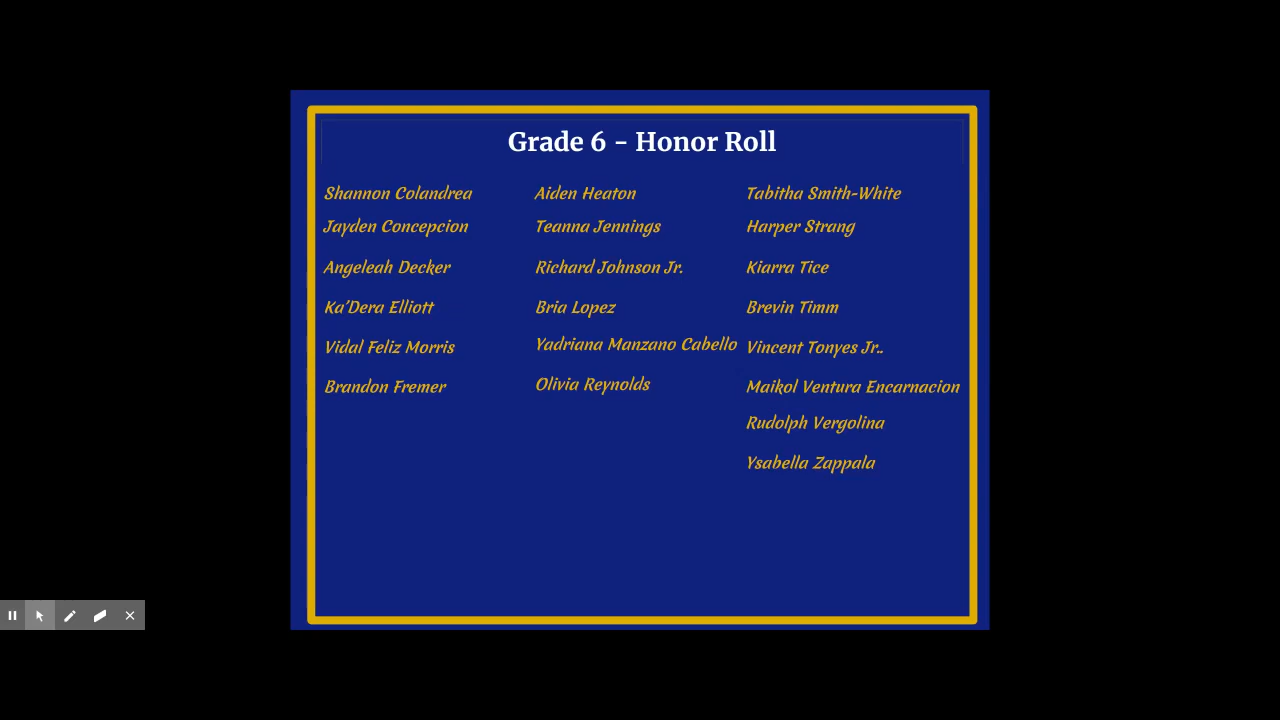 Grade 6 - Honor Roll
Shannon Colandrea
Jayden Concepcion
Angeleah Decker
Ka'Dera Elliott
Vidal Feliz Morris
Brandon Fremer
Aiden Heaton
Teanna Jennings
Richard Johnson Jr.
Bria Lopez
Yadriana Manzano Cabello
Olivia Reynolds
Tabitha Smith-White
Harper Strang
Kiarra Tice
Brevin Timm
Vincent Tonyes Jr..
Maikol Ventura Encarnacion
Rudolph Vergolina
Ysabella Zappala